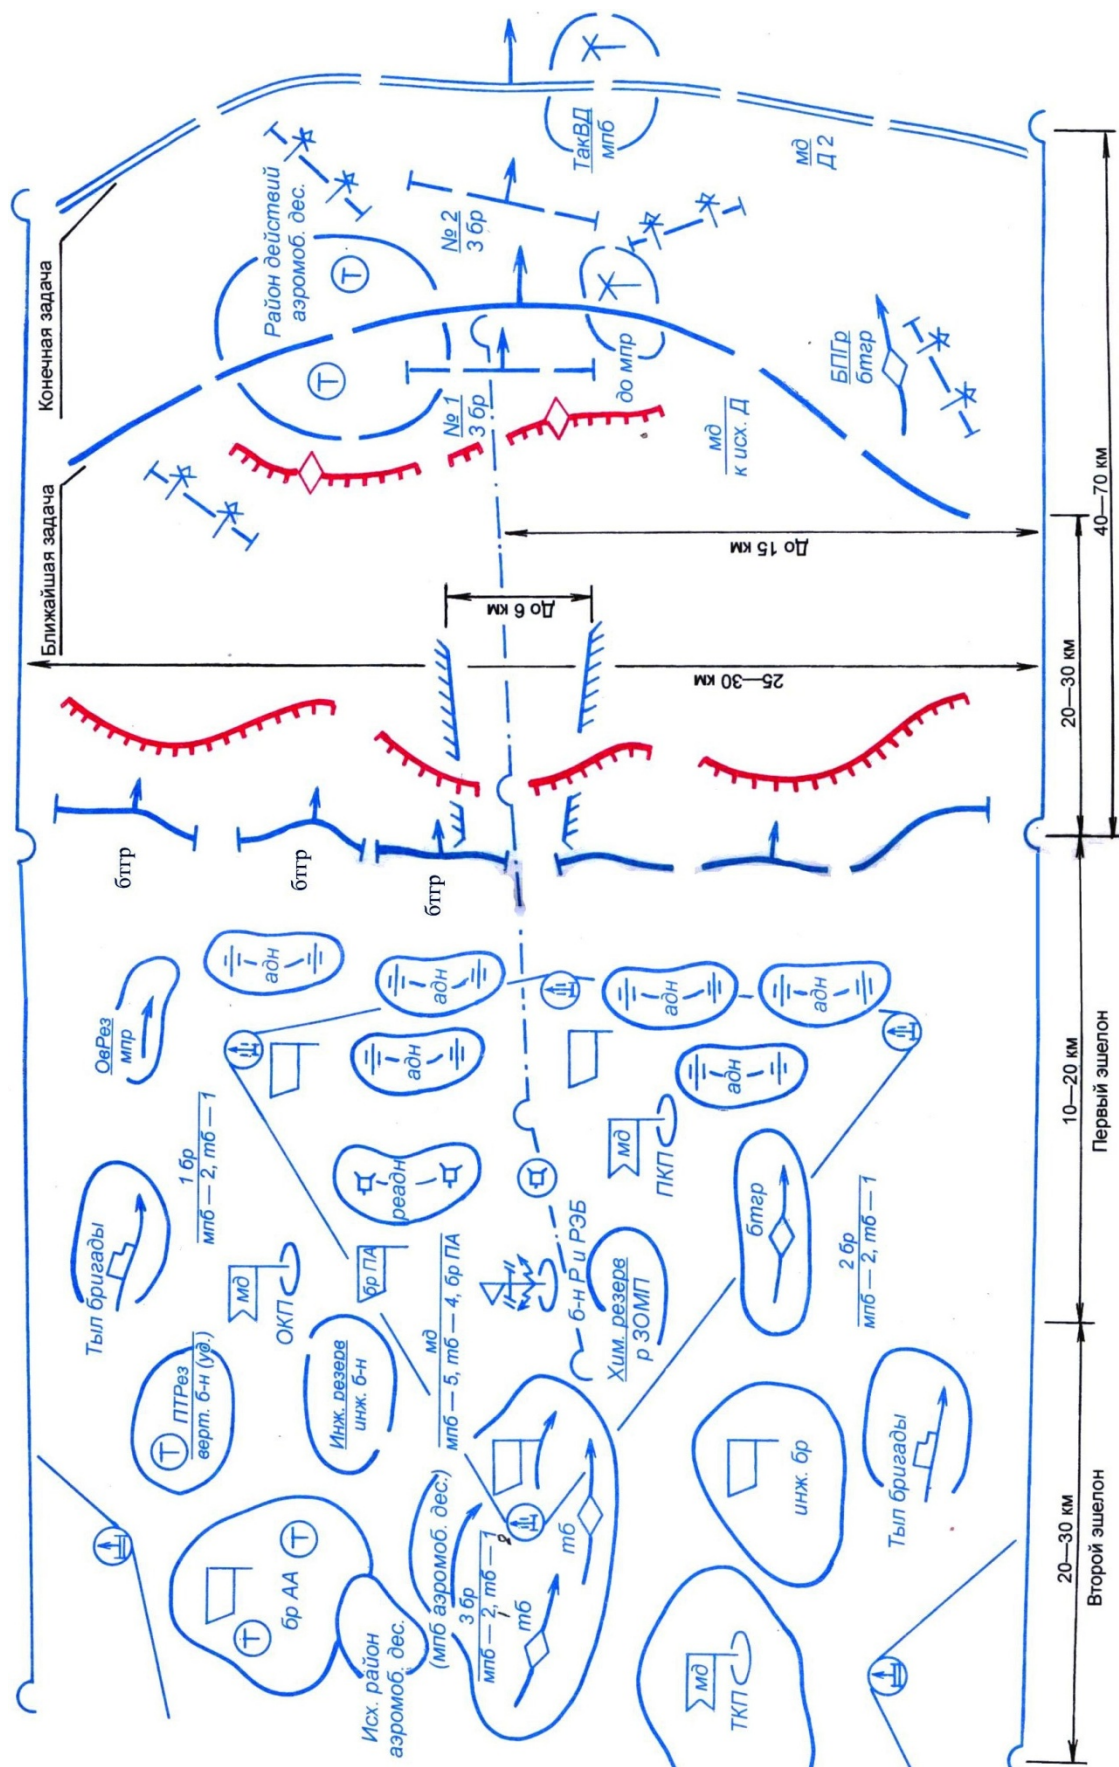 Конечная задача
Ближайшая задача
Район действий
аэромоб. дес.
Т
Т
№ 2
3 бр
№ 1
3 бр
ТакВД
мпб
до мпр
мд
Д 2
мд
к исх. Д
БПГр
бтгр
До 15 км
До 6 км
25—30 км
20—30 км
40—70 км
бтгр
бтгр
бтгр
ОвРез
мпр
адн
адн
адн
адн
адн
адн
1 бр
мпб — 2, тб — 1
Тыл бригады
реадн
мд
ПКП
мд
ОКП
бр ПА
мд
мпб — 5, тб — 4, бр ПА
б-н Р и РЭБ
Хим. резерв
р ЗОМП
бтгр
2 бр
мпб — 2, тб — 1
Т
ПТРез
верт. б-н (уд.)
Инж. резерв
инж. б-н
бр АА
Т
Т
Исх. район
аэромоб. дес.
(мпб аэромоб. дес.)
3 бр
мпб — 2, тб —
тб
тб
инж. бр
Тыл бригады
мд
ТКП
10—20 км
Первый эшелон
20—30 км
Второй эшелон